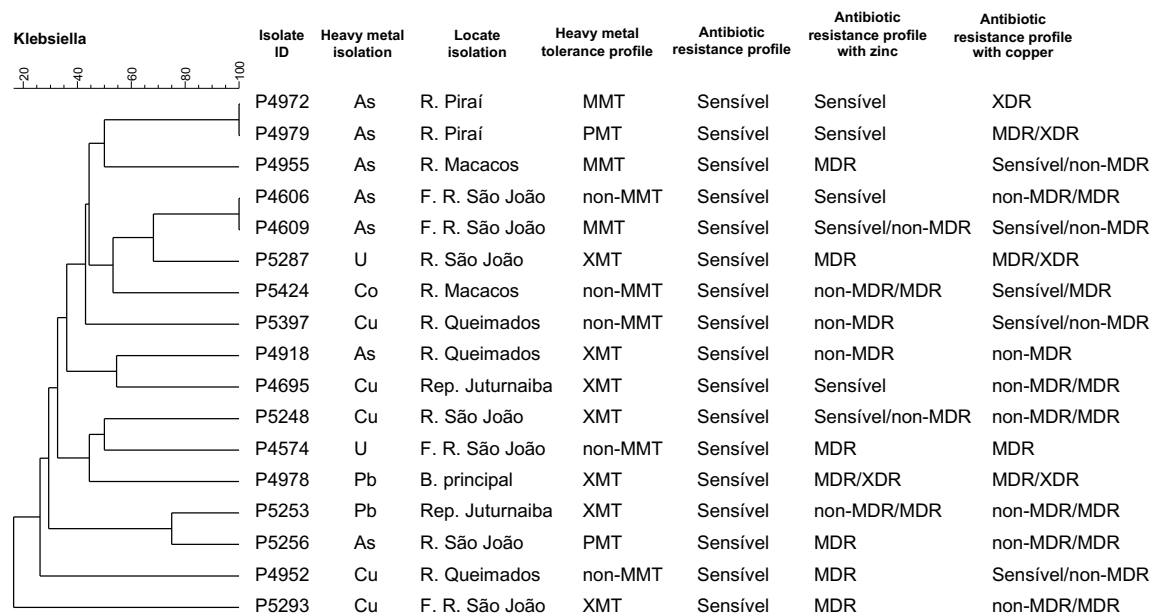 Klebsiella
Isolate ID
Heavy metal isolation
Locate isolation
Heavy metal tolerance profile
Antibiotic resistance profile
Antibiotic resistance profile with zinc
Antibiotic resistance profile with copper
20 40 60 80 100
P4972 As R. Piraí MMT Sensível Sensível XDR
P4979 As R. Piraí PMT Sensível Sensível MDR/XDR
P4955 As R. Macacos MMT Sensível MDR Sensível/non-MDR
P4606 As F. R. São João non-MMT Sensível Sensível non-MDR/MDR
P4609 As F. R. São João MMT Sensível Sensível/non-MDR Sensível/non-MDR
P5287 U R. São João XMT Sensível MDR MDR/XDR
P5424 Co R. Macacos non-MMT Sensível non-MDR/MDR Sensível/MDR
P5397 Cu R. Queimados non-MMT Sensível non-MDR Sensível/non-MDR
P4918 As R. Queimados XMT Sensível non-MDR non-MDR
P4695 Cu Rep. Juturnaiba XMT Sensível Sensível non-MDR/MDR
P5248 Cu R. São João XMT Sensível Sensível/non-MDR non-MDR/MDR
P4574 U F. R. São João non-MMT Sensível MDR MDR
P4978 Pb B. principal XMT Sensível MDR/XDR MDR/XDR
P5253 Pb Rep. Juturnaiba XMT Sensível non-MDR/MDR non-MDR/MDR
P5256 As R. São João PMT Sensível MDR non-MDR/MDR
P4952 Cu R. Queimados non-MMT Sensível MDR Sensível/non-MDR
P5293 Cu F. R. São João XMT Sensível MDR non-MDR/MDR